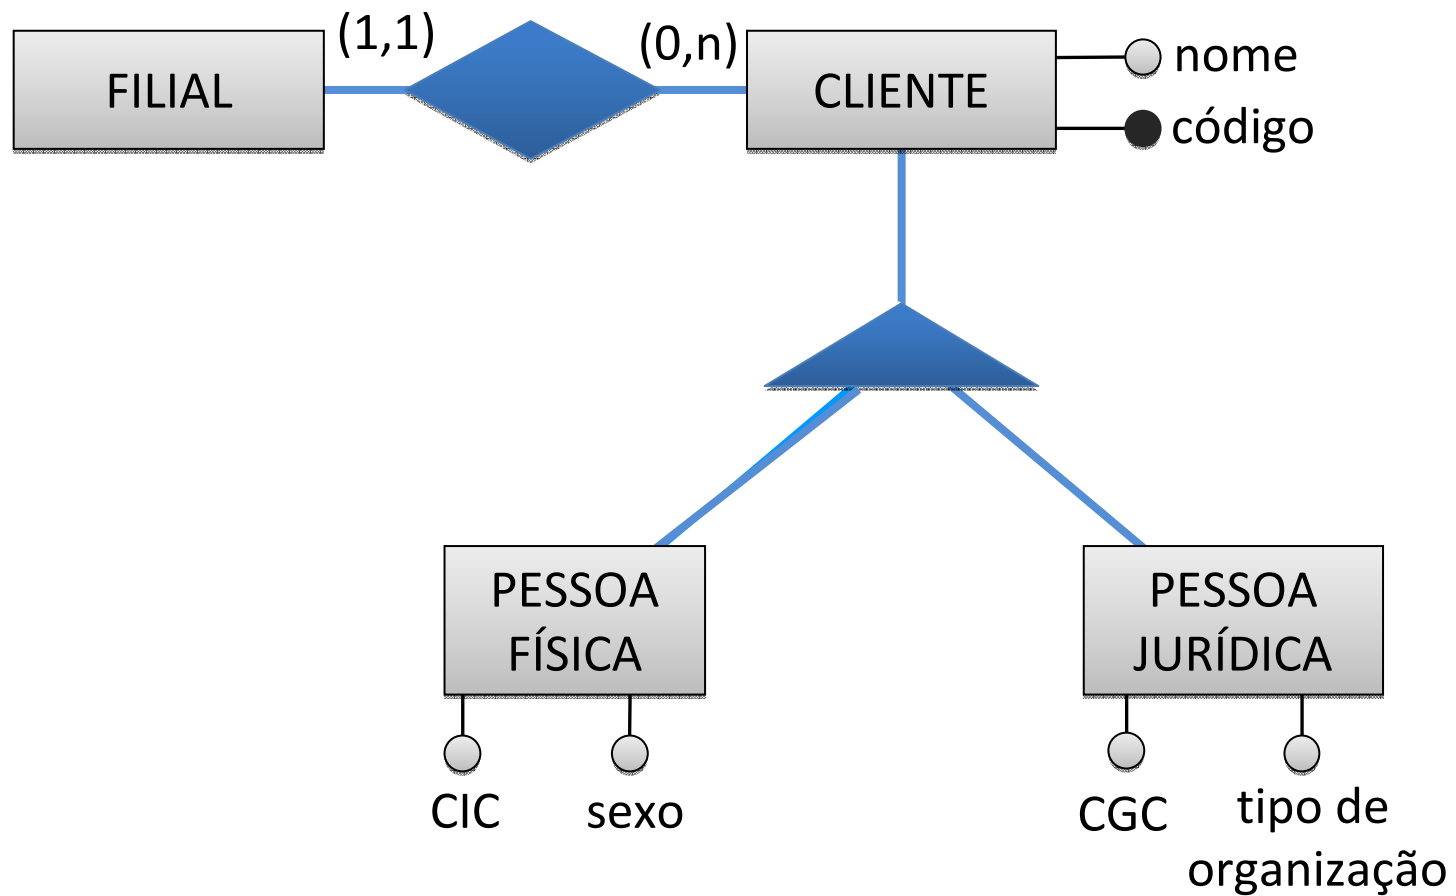 FILIAL
(1,1)
(0,n)
CLIENTE
nome
código
PESSOA
FÍSICA
PESSOA
JURÍDICA
CIC
sexo
CGC
tipo de
organização